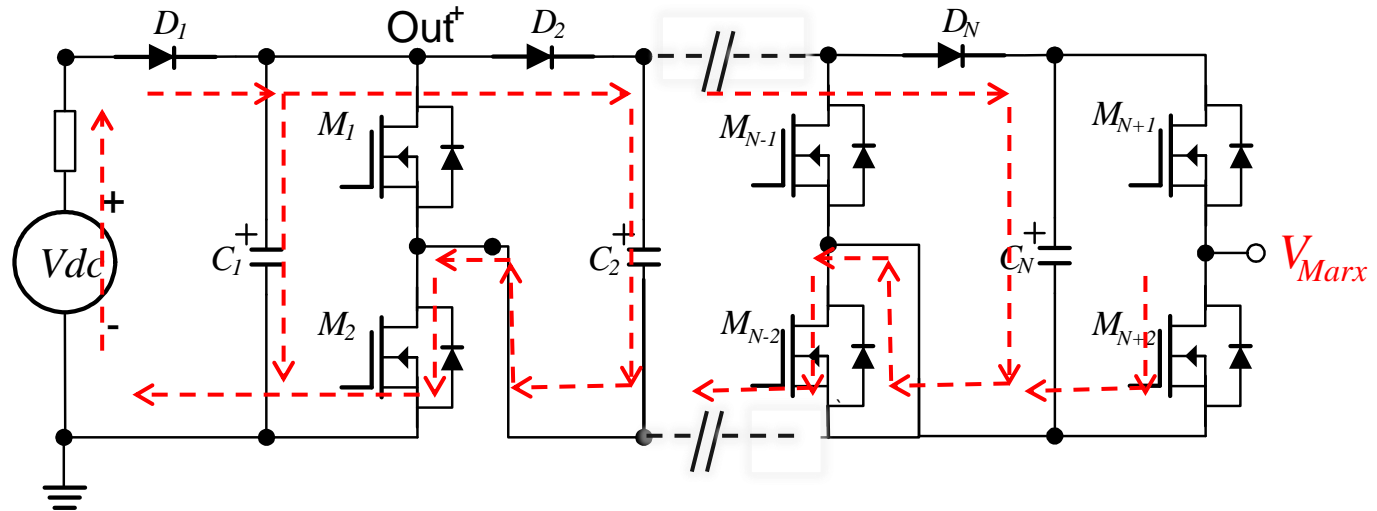 D1
Out+
D2
DN
M1
MN-1
MN+1
+
Vdc
-
C1
+
C2
+
CN
+
VMarx
M2
MN-2
MN+2